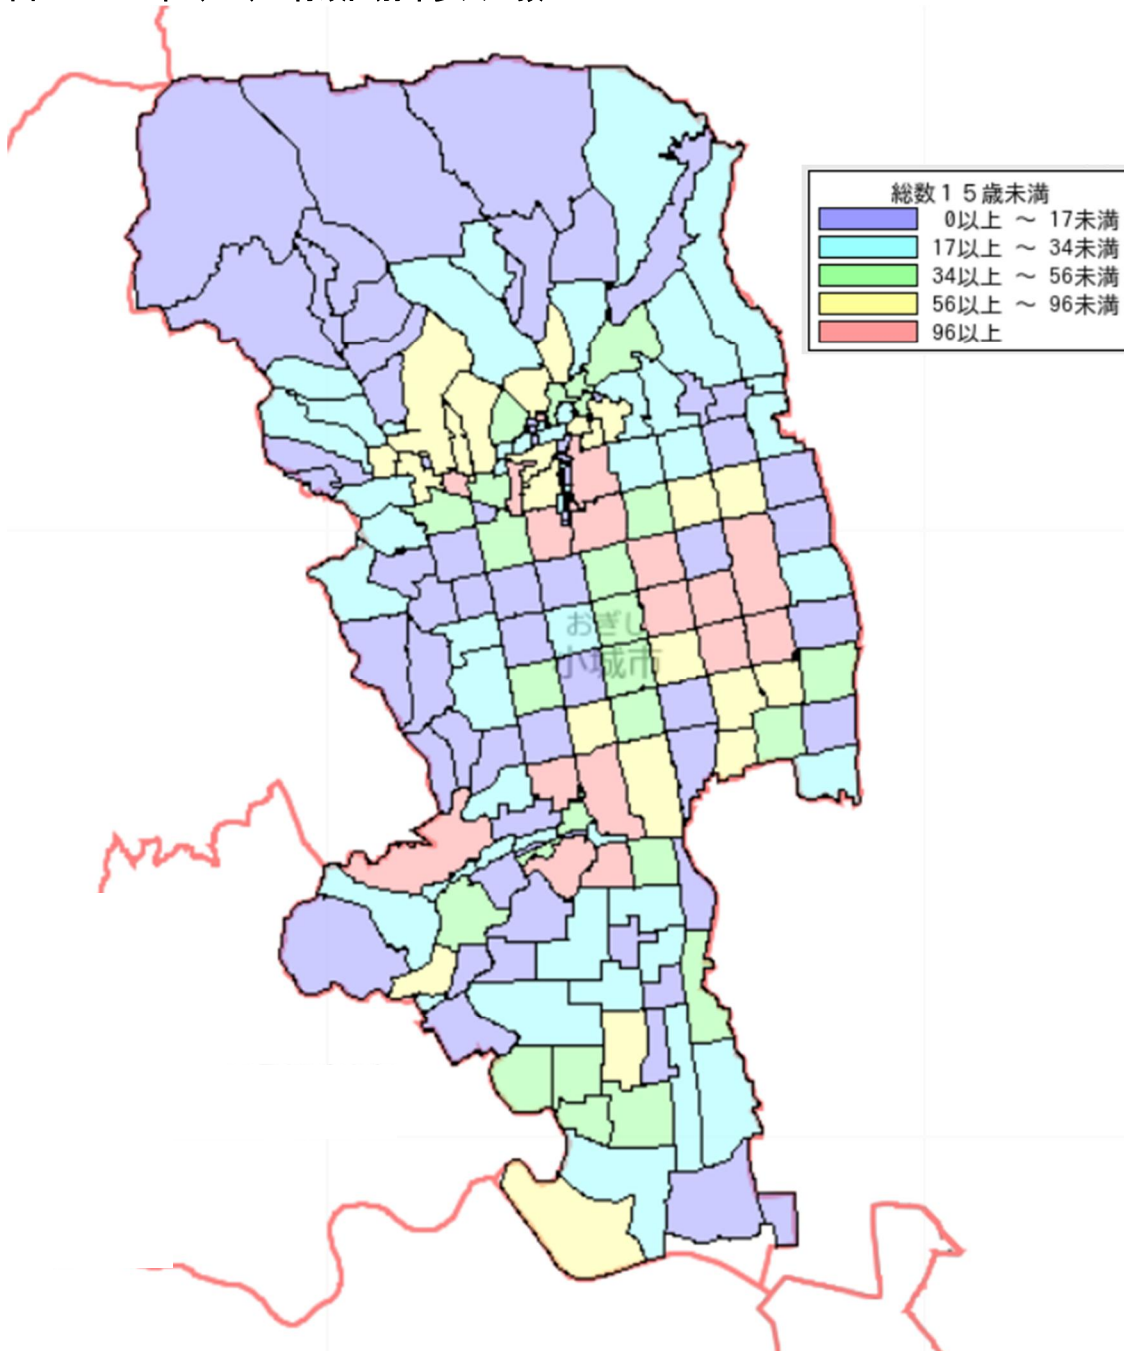 総数１５歳未満
0以上 ～ 17未満
17以上 ～ 34未満
34以上 ～ 56未満
56以上 ～ 96未満
96以上
おぎし
小城市